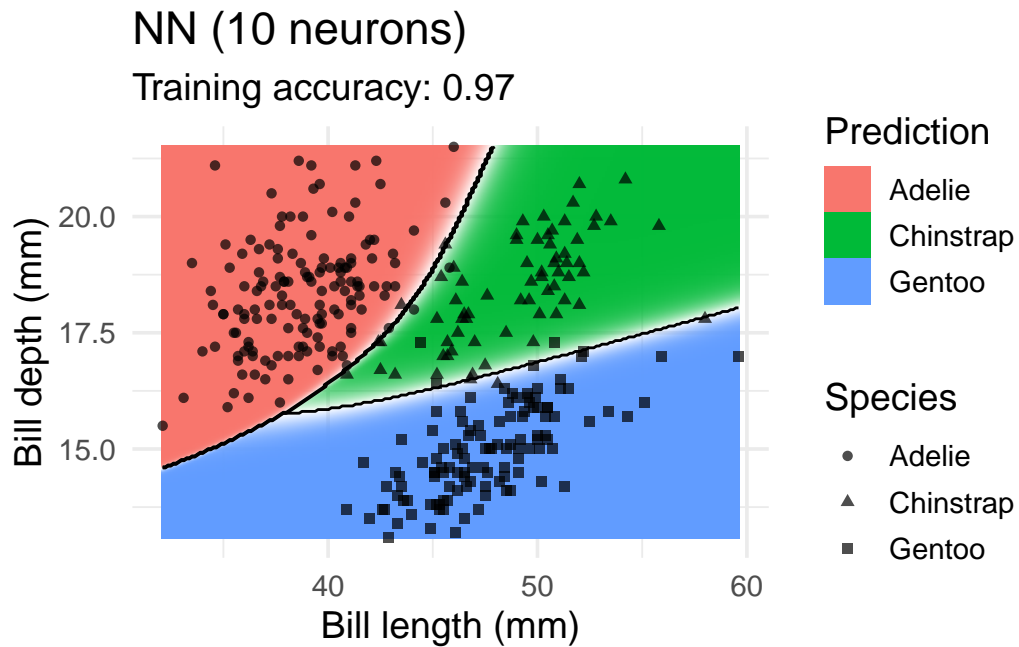 NN (10 neurons)
Training accuracy: 0.97
Bill depth (mm)
20.0
17.5
15.0
40
50
60
Bill length (mm)
Prediction
Adelie
Chinstrap
Gentoo
Species
Adelie
Chinstrap
Gentoo